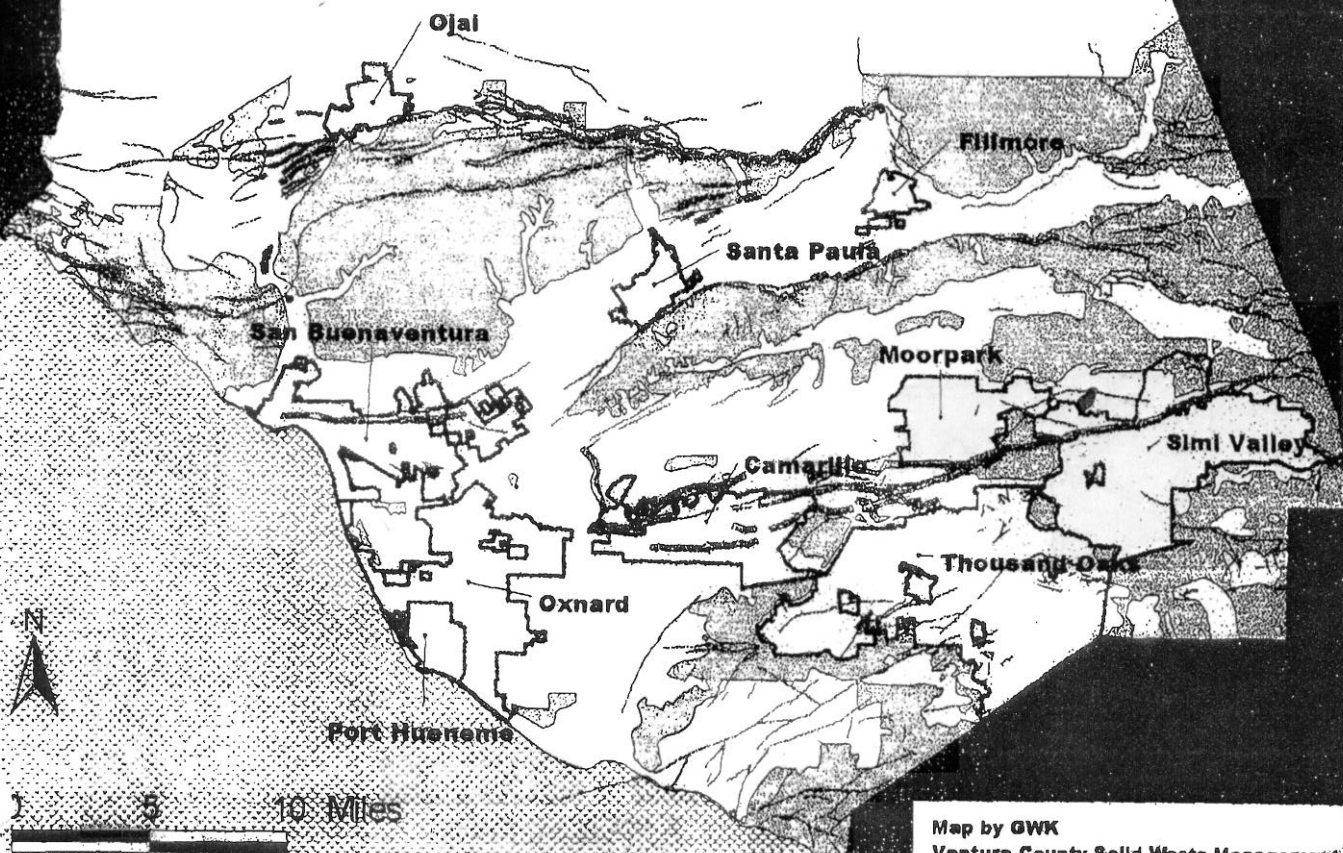 Ojai
Fillmore
Santa Paula
San Buenaventura
Moorpark
Simi Valley
Camarillo
Thousand Oaks
Oxnard
N
Port Hueneme
0 5 10 Miles
Map by GWK
Ventura County Solid Waste Management